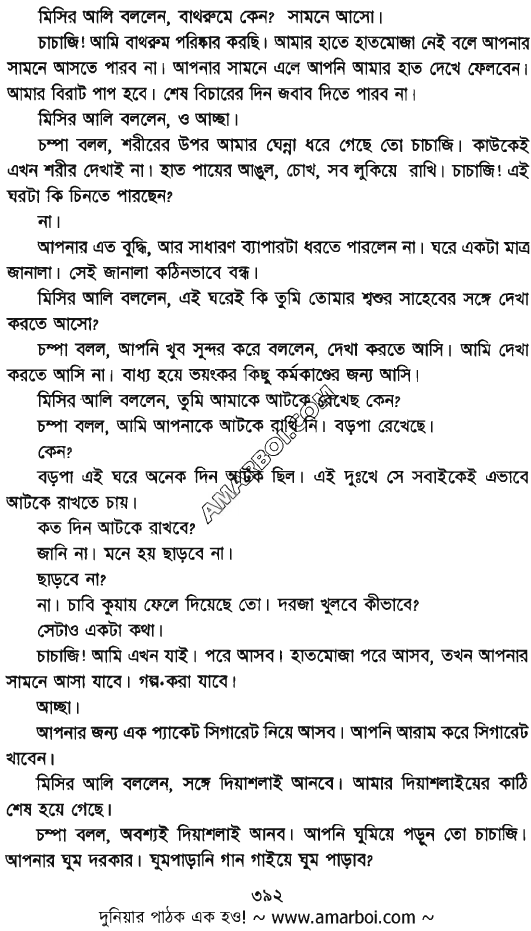 মিসির আলি বললেন, বাথরুমে কেন? সামনে আসো।
চাচাজি! আমি বাথরুম পরিষ্কার করছি। আমার হাতে হাতমোজা নেই বলে আপনার
সামনে আসতে পারব না। আপনার সামনে এলে আপনি আমার হাত দেখে ফেলবেন।
আমার বিরাট পাপ হবে। শেষ বিচারের দিন জবাব দিতে পারব না।
মিসির আলি বললেন, ও আচ্ছা।
চম্পা বলল, শরীরের উপর আমার ঘেন্না ধরে গেছে তো চাচাজি। কাউকেই
এখন শরীর দেখাই না। হাত পায়ের আঙুল, চোখ, সব লুকিয়ে রাখি। চাচাজি! এই
ঘরটা কি চিনতে পারছেন?
না।
আপনার এত বুদ্ধি, আর সাধারণ ব্যাপারটা ধরতে পারলেন না। ঘরে একটা মাত্র
জানালা। সেই জানালা কঠিনভাবে বন্ধ।
মিসির আলি বললেন, এই ঘরেই কি তুমি তোমার শ্বশুর সাহেবের সঙ্গে দেখা
করতে আসো?
চম্পা বলল, আপনি খুব সুন্দর করে বললেন, দেখা করতে আসি। আমি দেখা
করতে আসি না। বাধ্য হয়ে ভয়ংকর কিছু কর্মকাণ্ডের জন্য আসি।
মিসির আলি বললেন, তুমি আমাকে আটকে রেখেছ কেন?
চম্পা বলল, আমি আপনাকে আটকে রাখি নি। বড়পা রেখেছে।
কেন?
বড়পা এই ঘরে অনেক দিন আটক ছিল। এই দুঃখে সে সবাইকেই এভাবে
আটকে রাখতে চায়।
কত দিন আটকে রাখবে?
জানি না। মনে হয় ছাড়বে না।
ছাড়বে না?
না। চাবি কুয়ায় ফেলে দিয়েছে তো। দরজা খুলবে কীভাবে?
সেটাও একটা কথা।
চাচাজি! আমি এখন যাই। পরে আসব। হাতমোজা পরে আসব, তখন আপনার
সামনে আসা যাবে। গল্প·করা যাবে।
আচ্ছা।
আপনার জন্য এক প্যাকেট সিগারেট নিয়ে আসব। আপনি আরাম করে সিগারেট
খাবেন।
মিসির আলি বললেন, সঙ্গে দিয়াশলাই আনবে। আমার দিয়াশলাইয়ের কাঠি
শেষ হয়ে গেছে।
চম্পা বলল, অবশ্যই দিয়াশলাই আনব। আপনি ঘুমিয়ে পড়ুন তো চাচাজি।
আপনার ঘুম দরকার। ঘুমপাড়ানি গান গাইয়ে ঘুম পাড়াব?
৩৯২
দুনিয়ার পাঠক এক হও! ~ www.amarboi.com ~
AMARBOI.COM